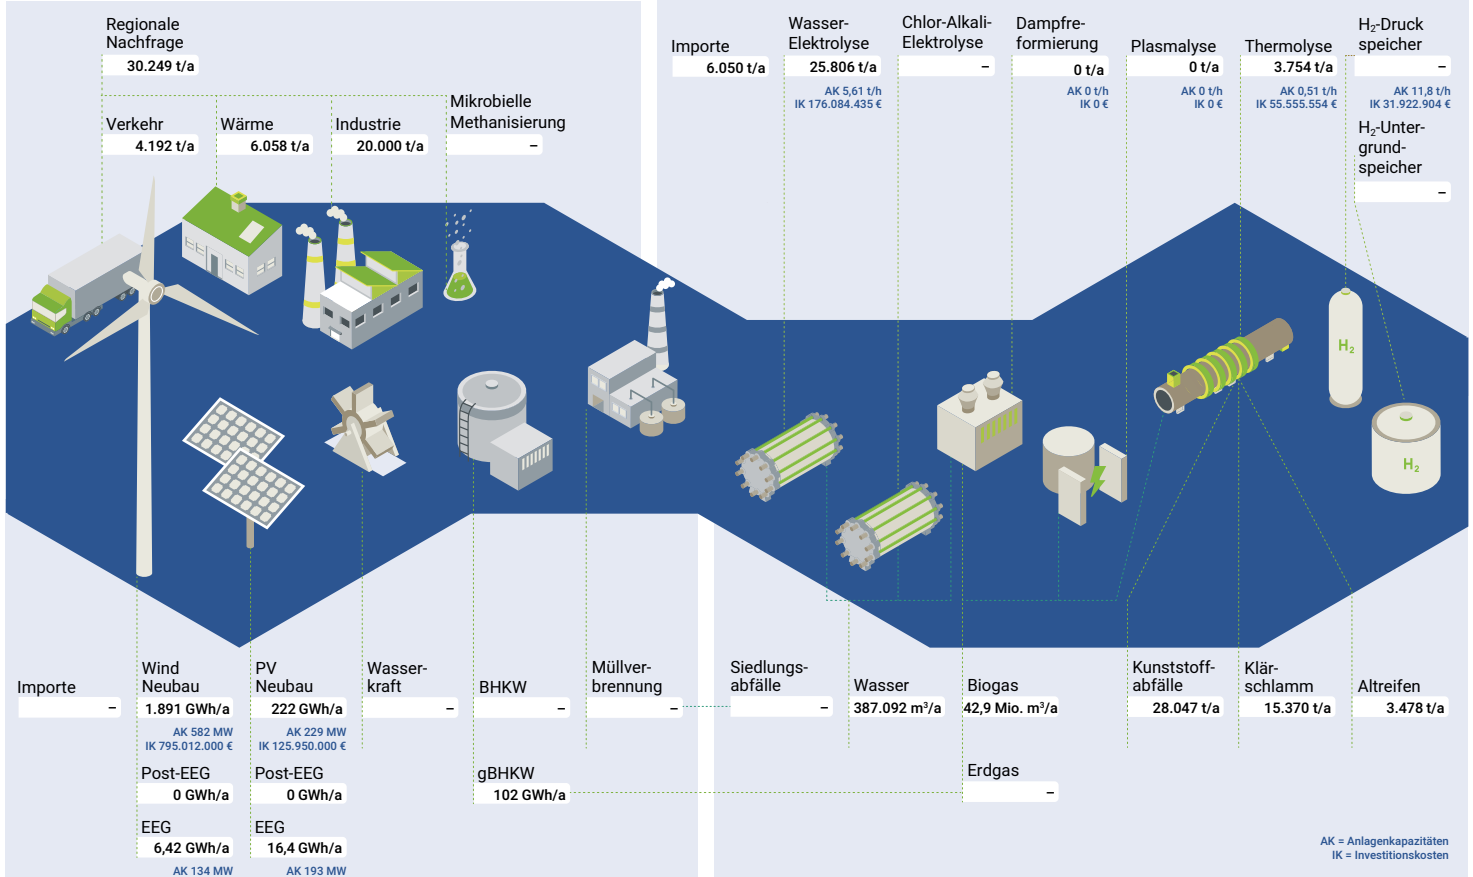 Regionale
Nachfrage
30.249 t/a
Verkehr
4.192 t/a
Wärme
6.058 t/a
Industrie
20.000 t/a
Mikrobielle
Methanisierung
–
Importe
6.050 t/a
Wasser-
Elektrolyse
25.806 t/a
AK 5,61 t/h
IK 176.084.435 €
Chlor-Alkali-
Elektrolyse
–
Dampfre-
formierung
0 t/a
AK 0 t/h
IK 0 €
Plasmalyse
0 t/a
AK 0 t/h
IK 0 €
Thermolyse
3.754 t/a
AK 0,51 t/h
IK 55.555.554 €
H₂-Druck
speicher
–
AK 11,8 t/h
IK 31.922.904 €
H₂-Unter-
grund-
speicher
–
H₂
H₂
Importe
–
Wind
Neubau
1.891 GWh/a
AK 582 MW
IK 795.012.000 €
Post-EEG
0 GWh/a
EEG
6,42 GWh/a
AK 134 MW
PV
Neubau
222 GWh/a
AK 229 MW
IK 125.950.000 €
Post-EEG
0 GWh/a
EEG
16,4 GWh/a
AK 193 MW
Wasser-
kraft
–
BHKW
–
gBHKW
102 GWh/a
Müllver-
brennung
–
Siedlungs-
abfälle
–
Wasser
387.092 m³/a
Biogas
42,9 Mio. m³/a
Erdgas
–
Kunststoff-
abfälle
28.047 t/a
Klär-
schlamm
15.370 t/a
Altreifen
3.478 t/a
AK = Anlagenkapazitäten
IK = Investitionskosten